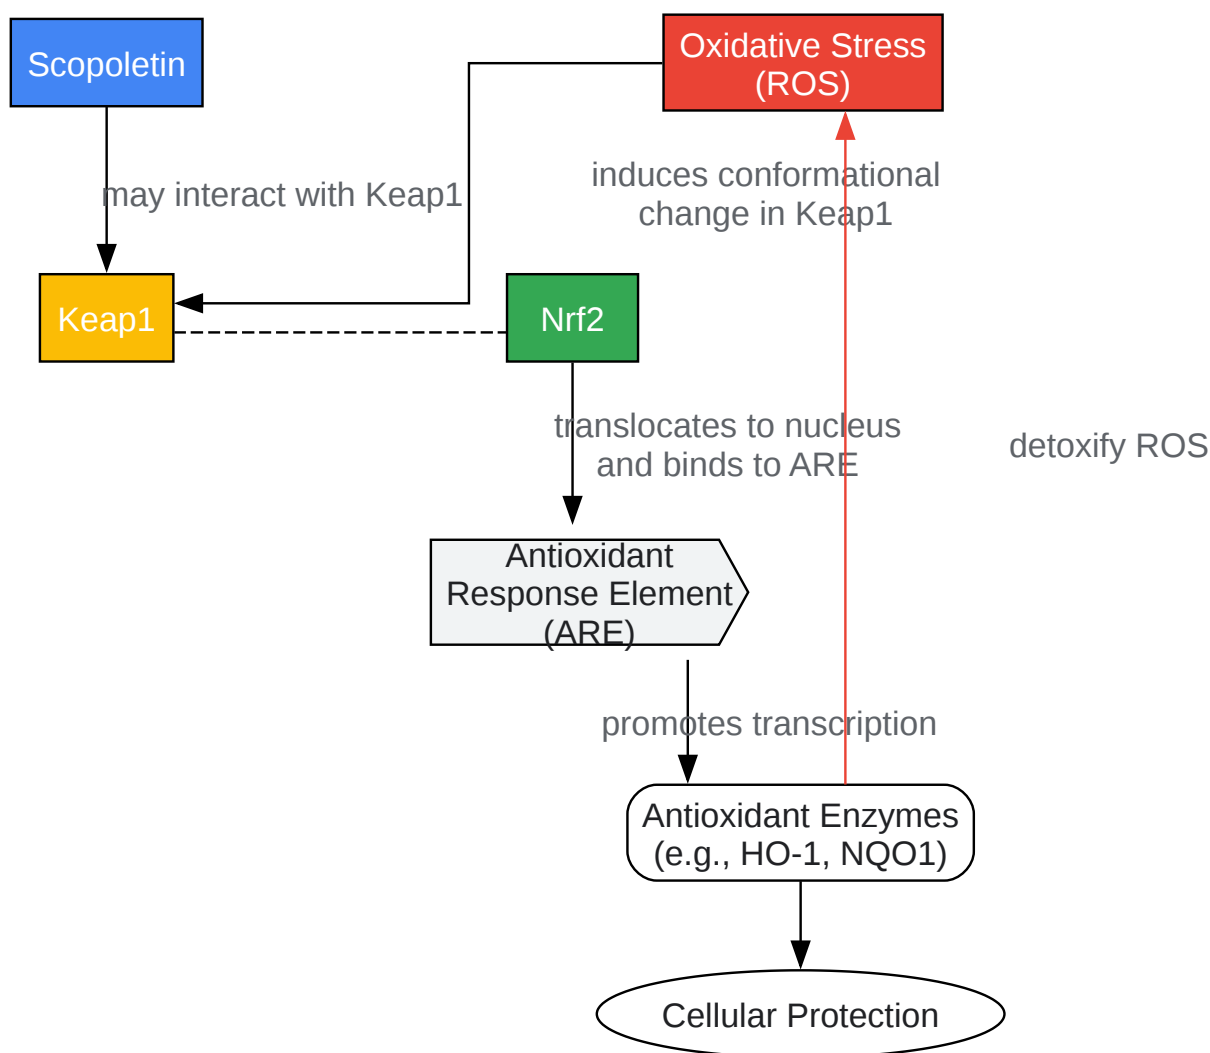 Scopoletin
Oxidative Stress
(ROS)
may interact with Keap1
induces conformational
change in Keap1
Keap1
Nrf2
translocates to nucleus
and binds to ARE
detoxify ROS
Antioxidant
Response Element
(ARE)
promotes transcription
Antioxidant Enzymes
(e.g., HO-1, NQO1)
Cellular Protection